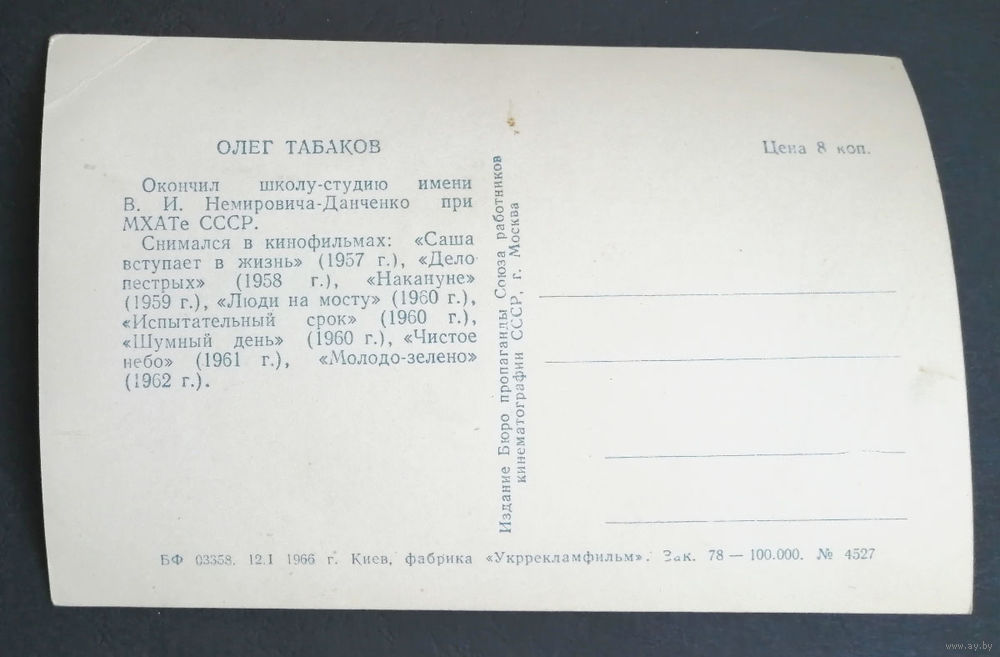 ОЛЕГ ТАБАКОВ
Окончил школу-студию имени
В. И. Немировича-Данченко при
МХАТе СССР.
Снимался в кинофильмах: «Саша
вступает в жизнь» (1957 г.), «Дело
пестрых» (1958 г.), «Накануне»
(1959 г.), «Люди на мосту» (1960 г.),
«Испытательный срок» (1960 г.),
«Шумный день» (1960 г.), «Чистое
небо» (1961 г.), «Молодо-зелено»
(1962 г.).
Издание Бюро пропаганды Союза работников
кинематографии СССР, г. Москва
Цена 8 коп.
БФ 03358. 12.I 1966 г. Киев, фабрика «Укррекламфильм». Зак. 78 — 100.000. № 4527
www.ay.by